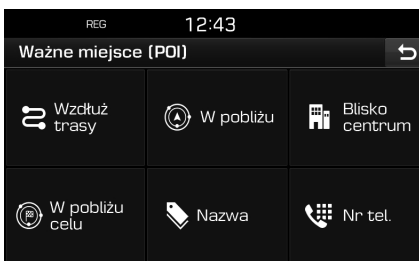 REG 12:43
Ważne miejsce (POI)
Wzdłuż
trasy
W pobliżu
Blisko
centrum
W pobliżu
celu
Nazwa
Nr tel.